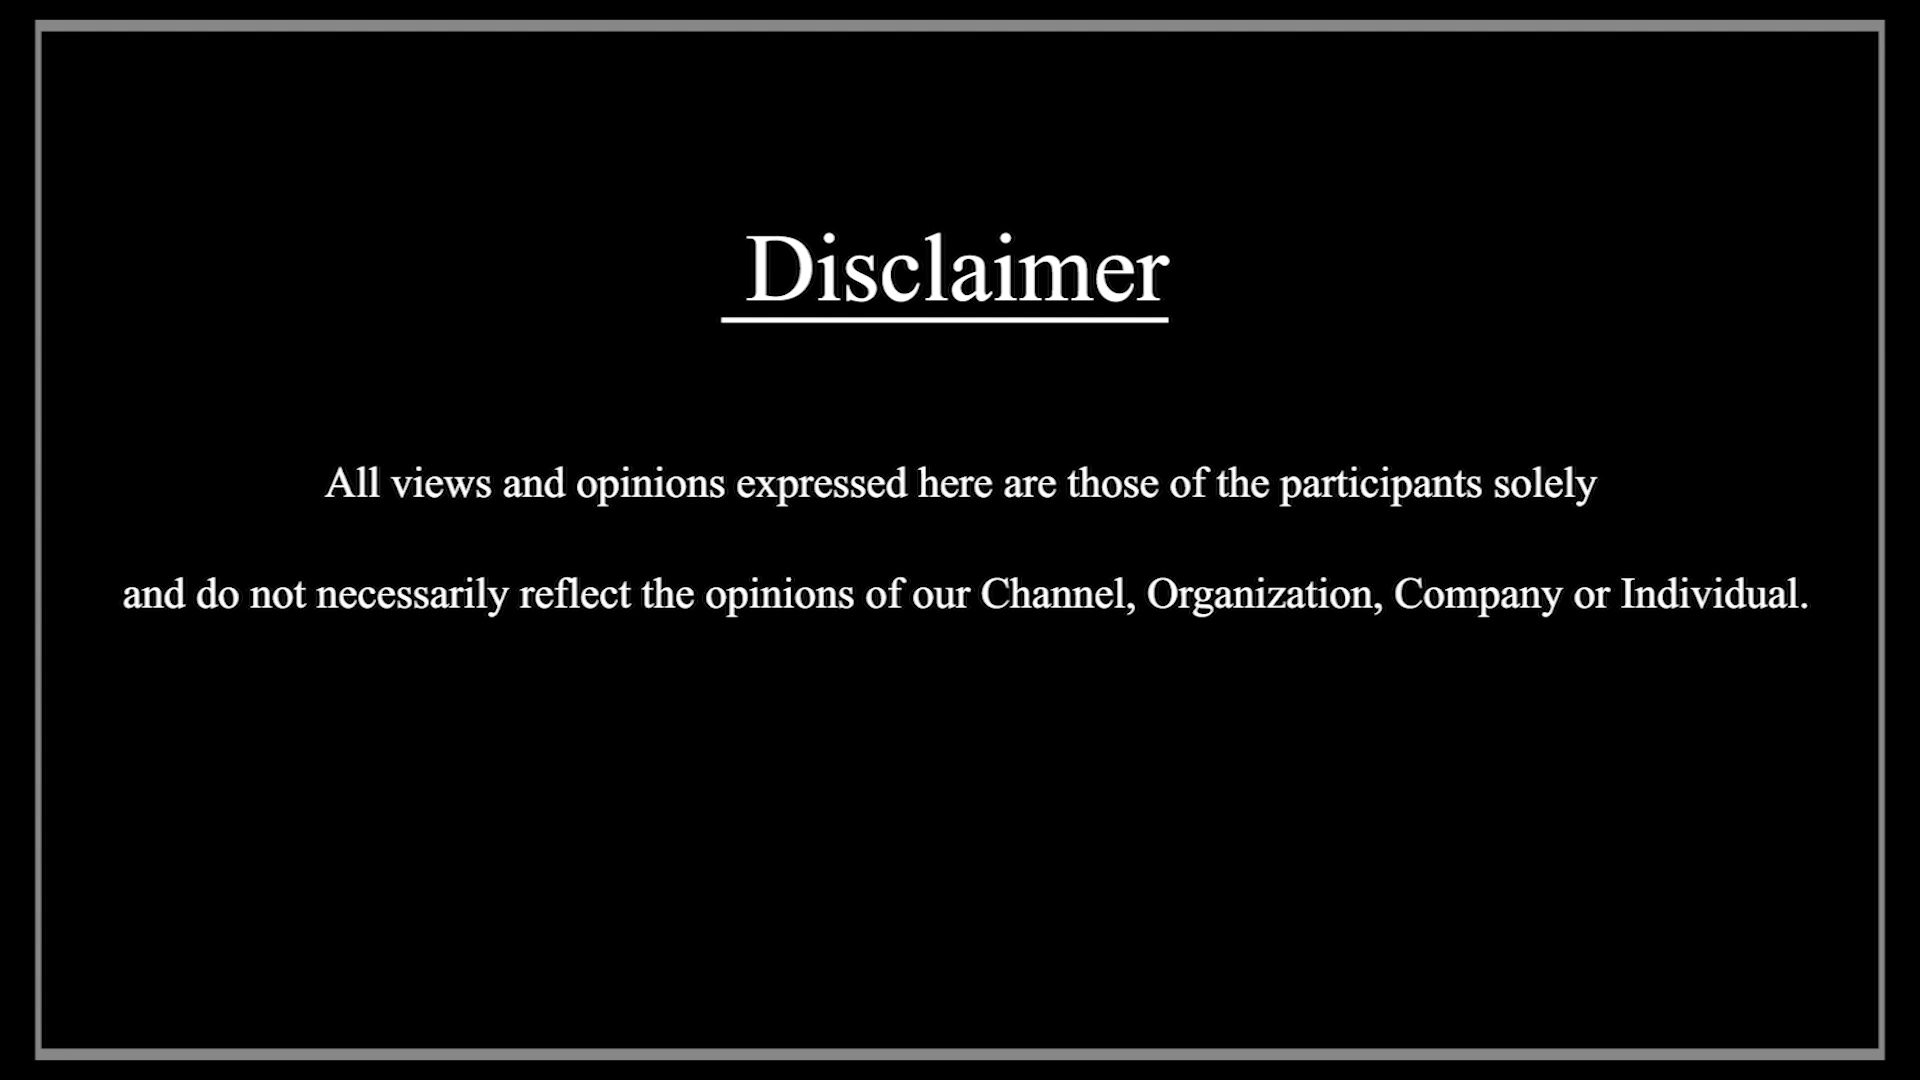 Disclaimer
All views and opinions expressed here are those of the participants solely
and do not necessarily reflect the opinions of our Channel, Organization, Company or Individual.